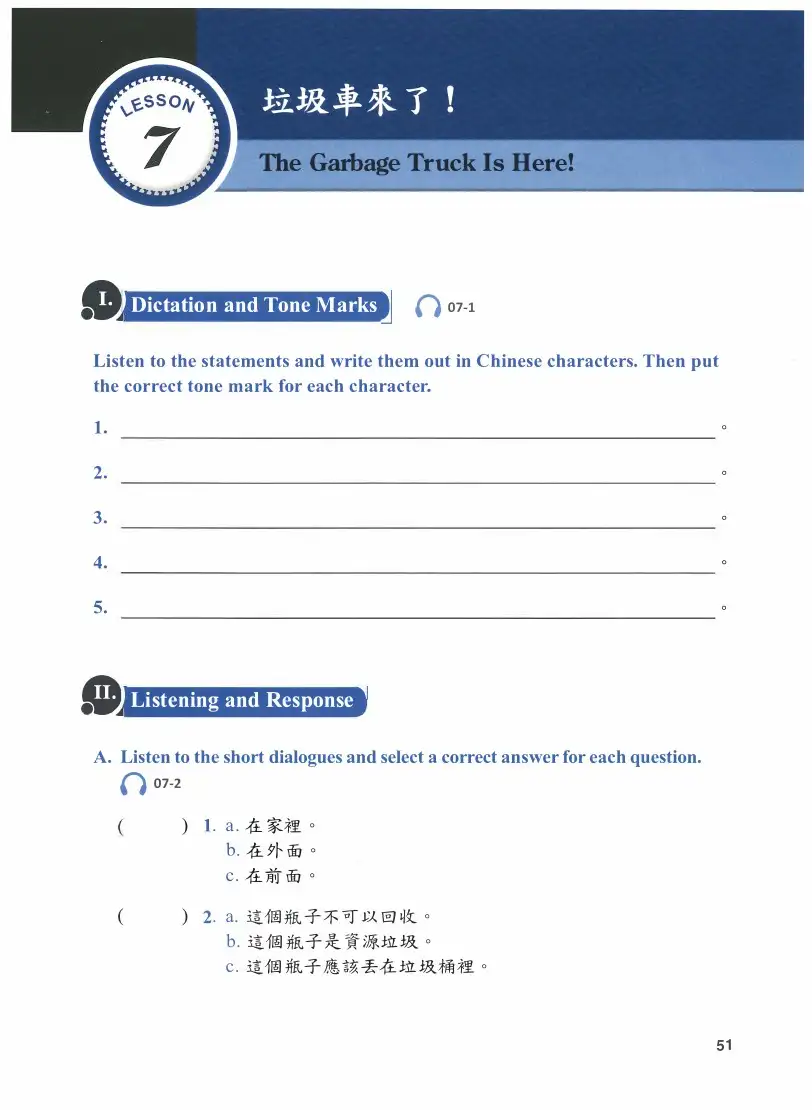 LESSON
7
垃圾車來了！
The Garbage Truck Is Here!
I. Dictation and Tone Marks 07-1
Listen to the statements and write them out in Chinese characters. Then put
the correct tone mark for each character.
1. 。
2. 。
3. 。
4. 。
5. 。
II. Listening and Response
A. Listen to the short dialogues and select a correct answer for each question.
07-2
( ) 1. a. 在家裡。
b. 在外面。
c. 在前面。
( ) 2. a. 這個瓶子不可以回收。
b. 這個瓶子是資源垃圾。
c. 這個瓶子應該丟在垃圾桶裡。
51